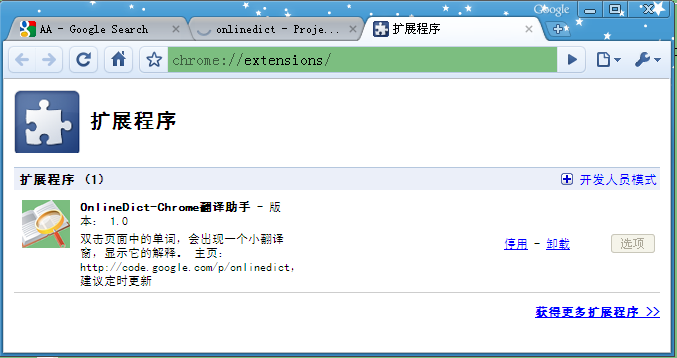 Google
AA - Google Search
onlinedict - Proje...
扩展程序
chrome://extensions/
扩展程序
扩展程序 (1)
开发人员模式
OnlineDict-Chrome翻译助手 - 版
本: 1.0
双击页面中的单词，会出现一个小翻译
窗，显示它的解释。 主页:
http://code.google.com/p/onlinedict，
建议定时更新
停用 - 卸载
选项
获得更多扩展程序 >>